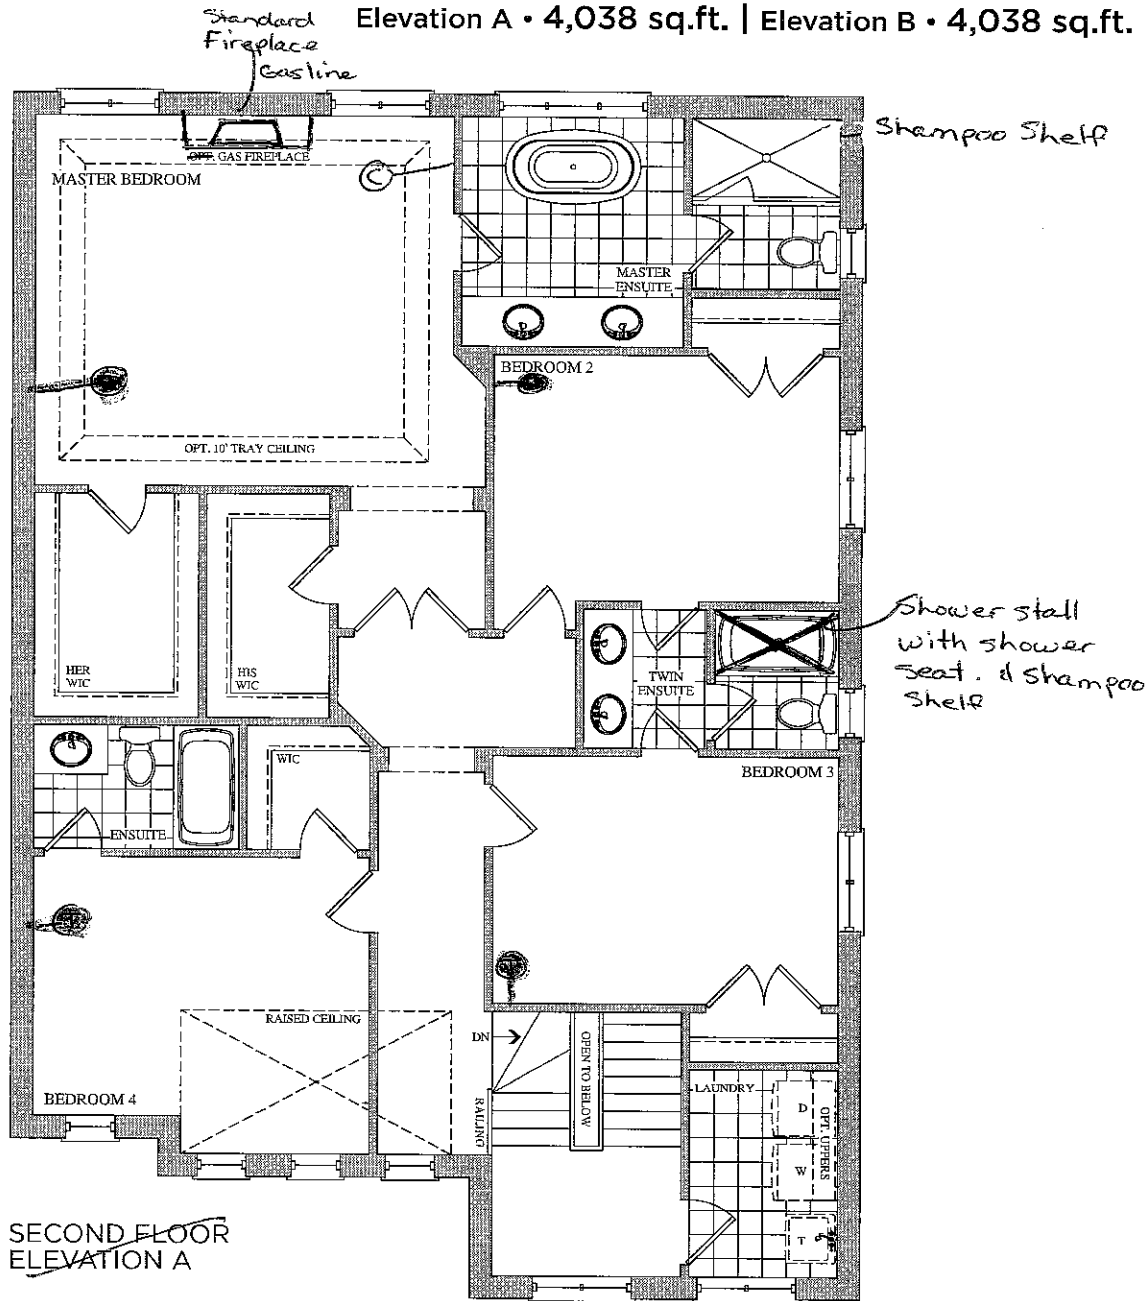 Elevation A • 4,038 sq.ft. | Elevation B • 4,038 sq.ft.
Standard
Fireplace
Gasline
OPT. GAS FIREPLACE
Shampoo Shelf
MASTER BEDROOM
C
MASTER
ENSUITE
BEDROOM 2
OPT. 10' TRAY CEILING
HER
WIC
HIS
WIC
TWIN
ENSUITE
Shower stall
with shower
seat. & Shampoo
Shelf
WIC
BEDROOM 3
ENSUITE
RAISED CEILING
DN
OPEN TO BELOW
RAILING
BEDROOM 4
LAUNDRY
D
OPT. UPPERS
W
T
SECOND FLOOR
ELEVATION A